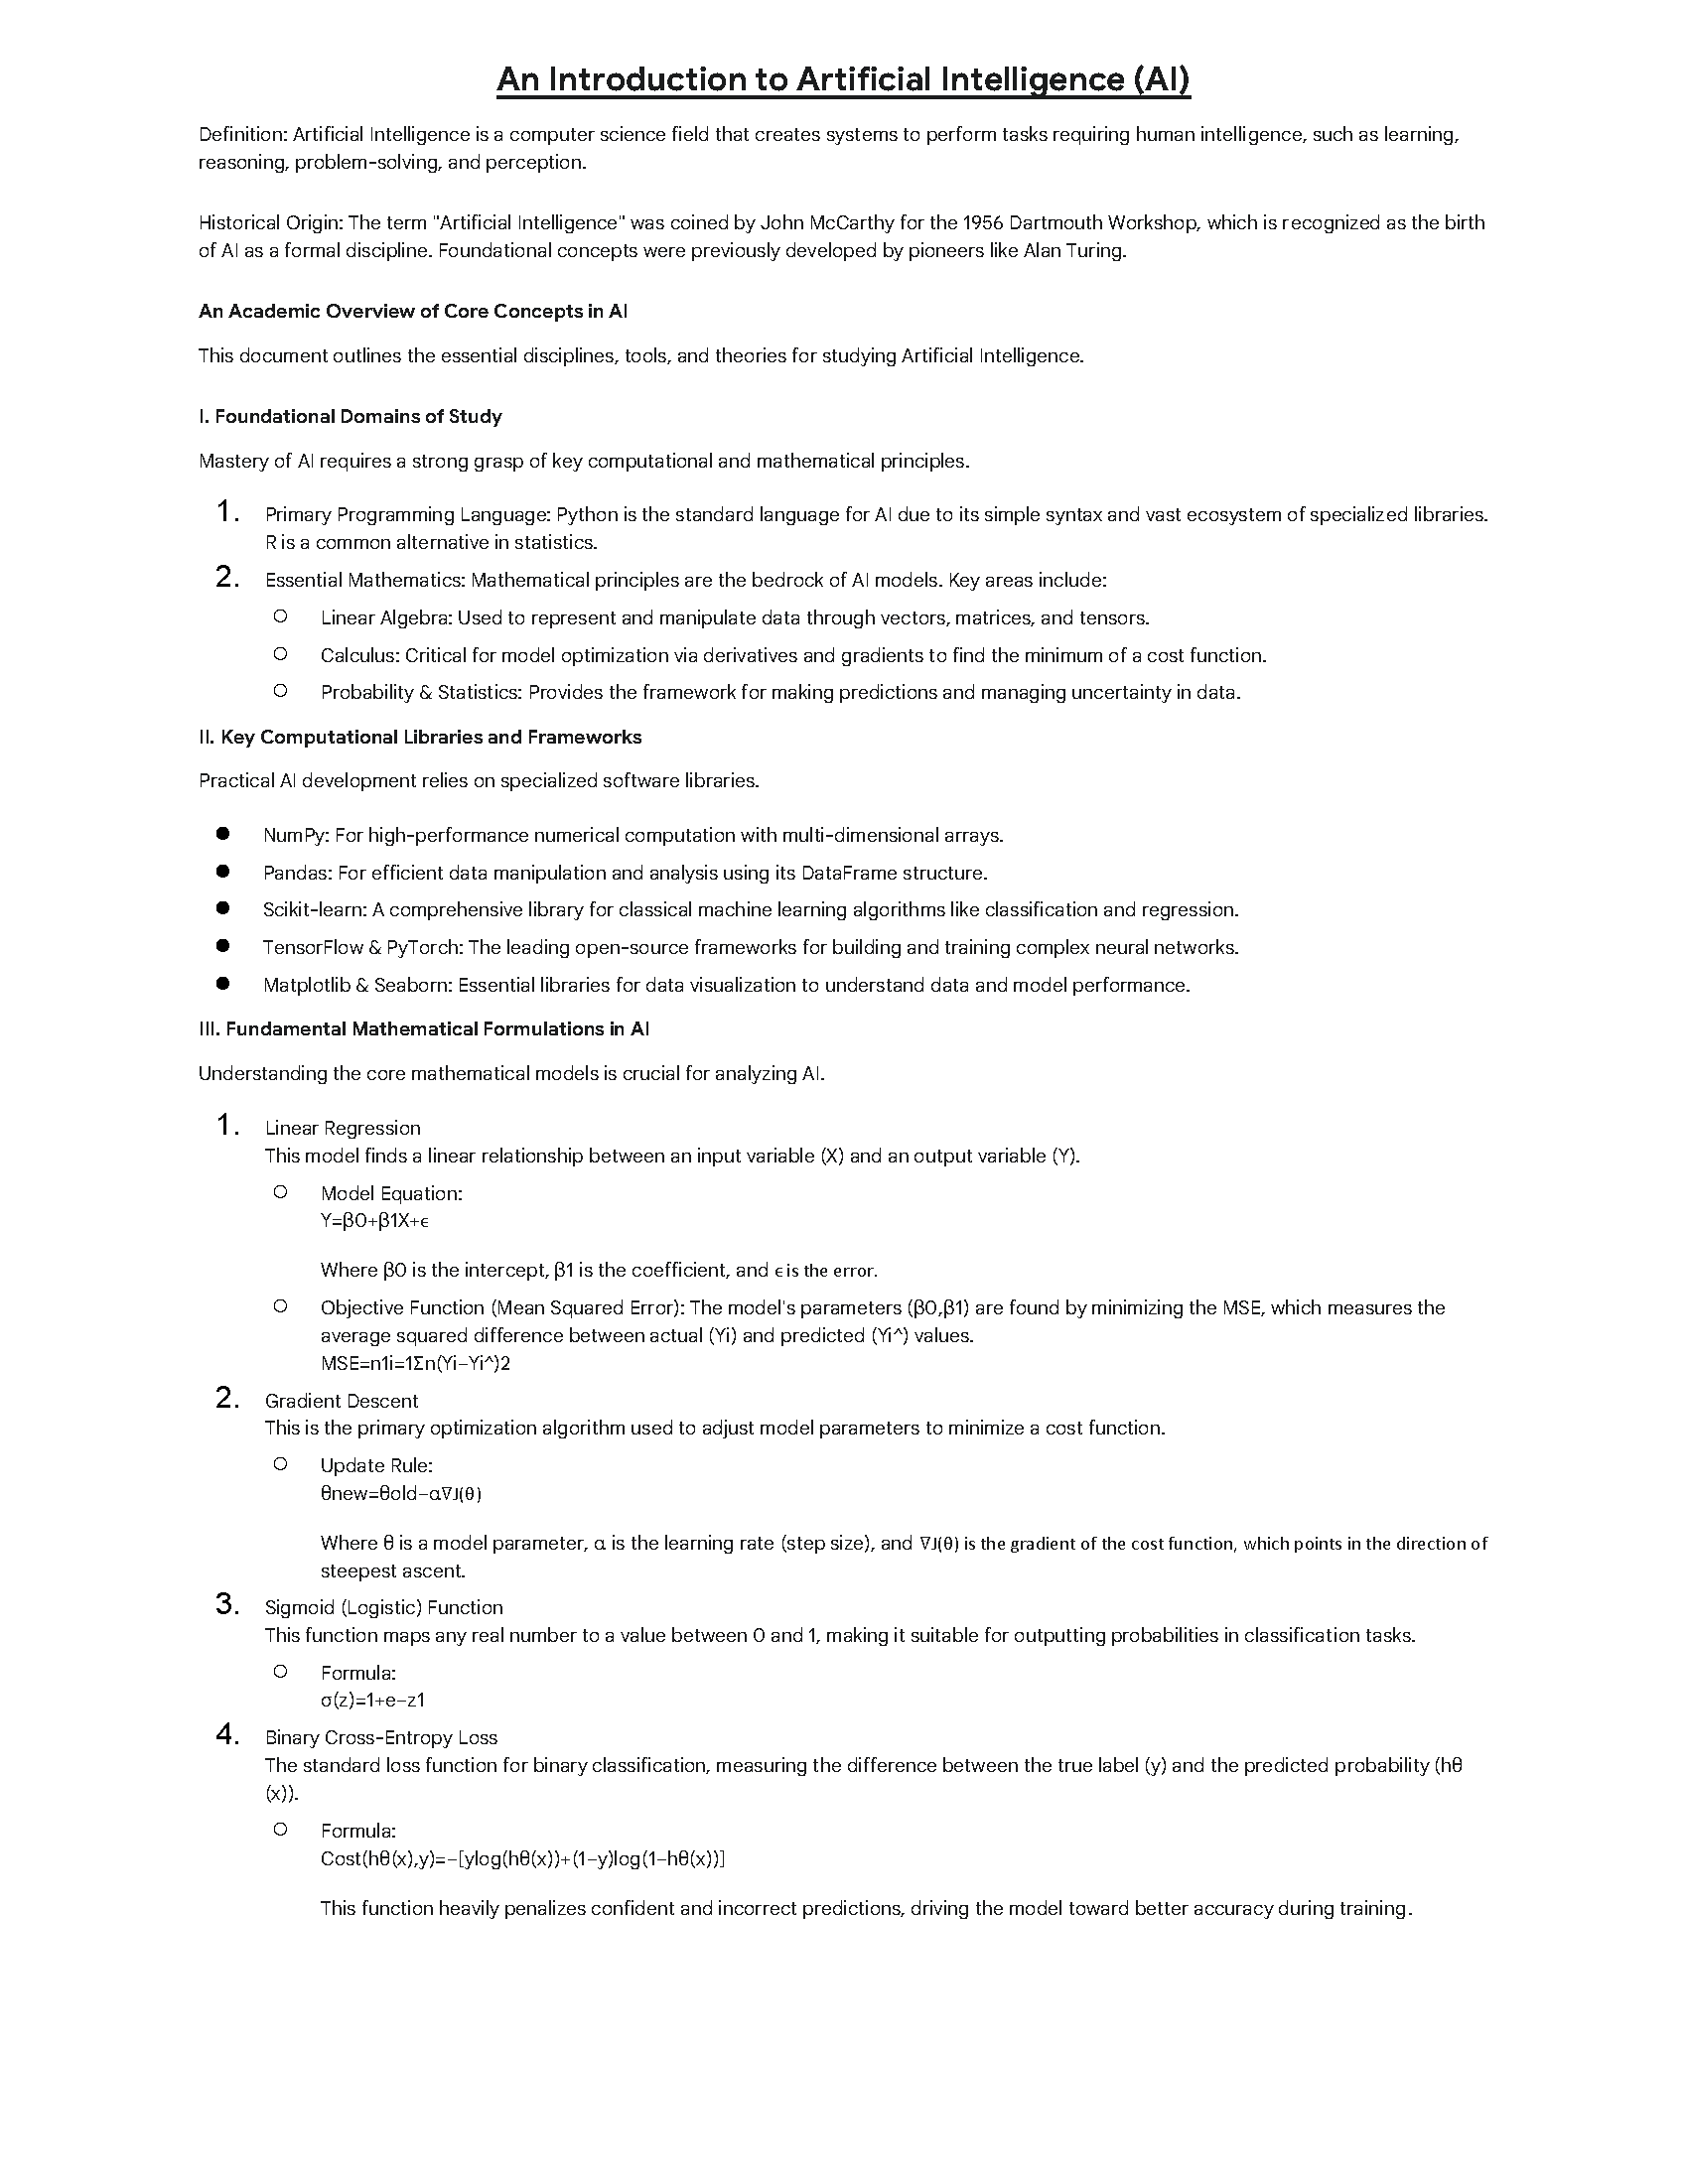 An Introduction to Artificial Intelligence (AI)
Definition: Artificial Intelligence is a computer science field that creates systems to perform tasks requiring human intelligence, such as learning,
reasoning, problem-solving, and perception.
Historical Origin: The term "Artificial Intelligence" was coined by John McCarthy for the 1956 Dartmouth Workshop, which is recognized as the birth
of AI as a formal discipline. Foundational concepts were previously developed by pioneers like Alan Turing.
An Academic Overview of Core Concepts in AI
This document outlines the essential disciplines, tools, and theories for studying Artificial Intelligence.
I. Foundational Domains of Study
Mastery of AI requires a strong grasp of key computational and mathematical principles.
1. Primary Programming Language: Python is the standard language for AI due to its simple syntax and vast ecosystem of specialized libraries.
R is a common alternative in statistics.
2. Essential Mathematics: Mathematical principles are the bedrock of AI models. Key areas include:
○ Linear Algebra: Used to represent and manipulate data through vectors, matrices, and tensors.
○ Calculus: Critical for model optimization via derivatives and gradients to find the minimum of a cost function.
○ Probability & Statistics: Provides the framework for making predictions and managing uncertainty in data.
II. Key Computational Libraries and Frameworks
Practical AI development relies on specialized software libraries.
● NumPy: For high-performance numerical computation with multi-dimensional arrays.
● Pandas: For efficient data manipulation and analysis using its DataFrame structure.
● Scikit-learn: A comprehensive library for classical machine learning algorithms like classification and regression.
● TensorFlow & PyTorch: The leading open-source frameworks for building and training complex neural networks.
● Matplotlib & Seaborn: Essential libraries for data visualization to understand data and model performance.
III. Fundamental Mathematical Formulations in AI
Understanding the core mathematical models is crucial for analyzing AI.
1. Linear Regression
This model finds a linear relationship between an input variable (X) and an output variable (Y).
○ Model Equation:
Y=β0+β1X+ϵ
Where β0 is the intercept, β1 is the coefficient, and ϵ is the error.
○ Objective Function (Mean Squared Error): The model's parameters (β0,β1) are found by minimizing the MSE, which measures the
average squared difference between actual (Yi) and predicted (Yi^) values.
MSE=n1i=1Σn(Yi−Yi^)2
2. Gradient Descent
This is the primary optimization algorithm used to adjust model parameters to minimize a cost function.
○ Update Rule:
θnew=θold−α∇J(θ)
Where θ is a model parameter, α is the learning rate (step size), and ∇J(θ) is the gradient of the cost function, which points in the direction of
steepest ascent.
3. Sigmoid (Logistic) Function
This function maps any real number to a value between 0 and 1, making it suitable for outputting probabilities in classification tasks.
○ Formula:
σ(z)=1+e−z1
4. Binary Cross-Entropy Loss
The standard loss function for binary classification, measuring the difference between the true label (y) and the predicted probability (hθ
(x)).
○ Formula:
Cost(hθ(x),y)=−[ylog(hθ(x))+(1−y)log(1−hθ(x))]
This function heavily penalizes confident and incorrect predictions, driving the model toward better accuracy during training.